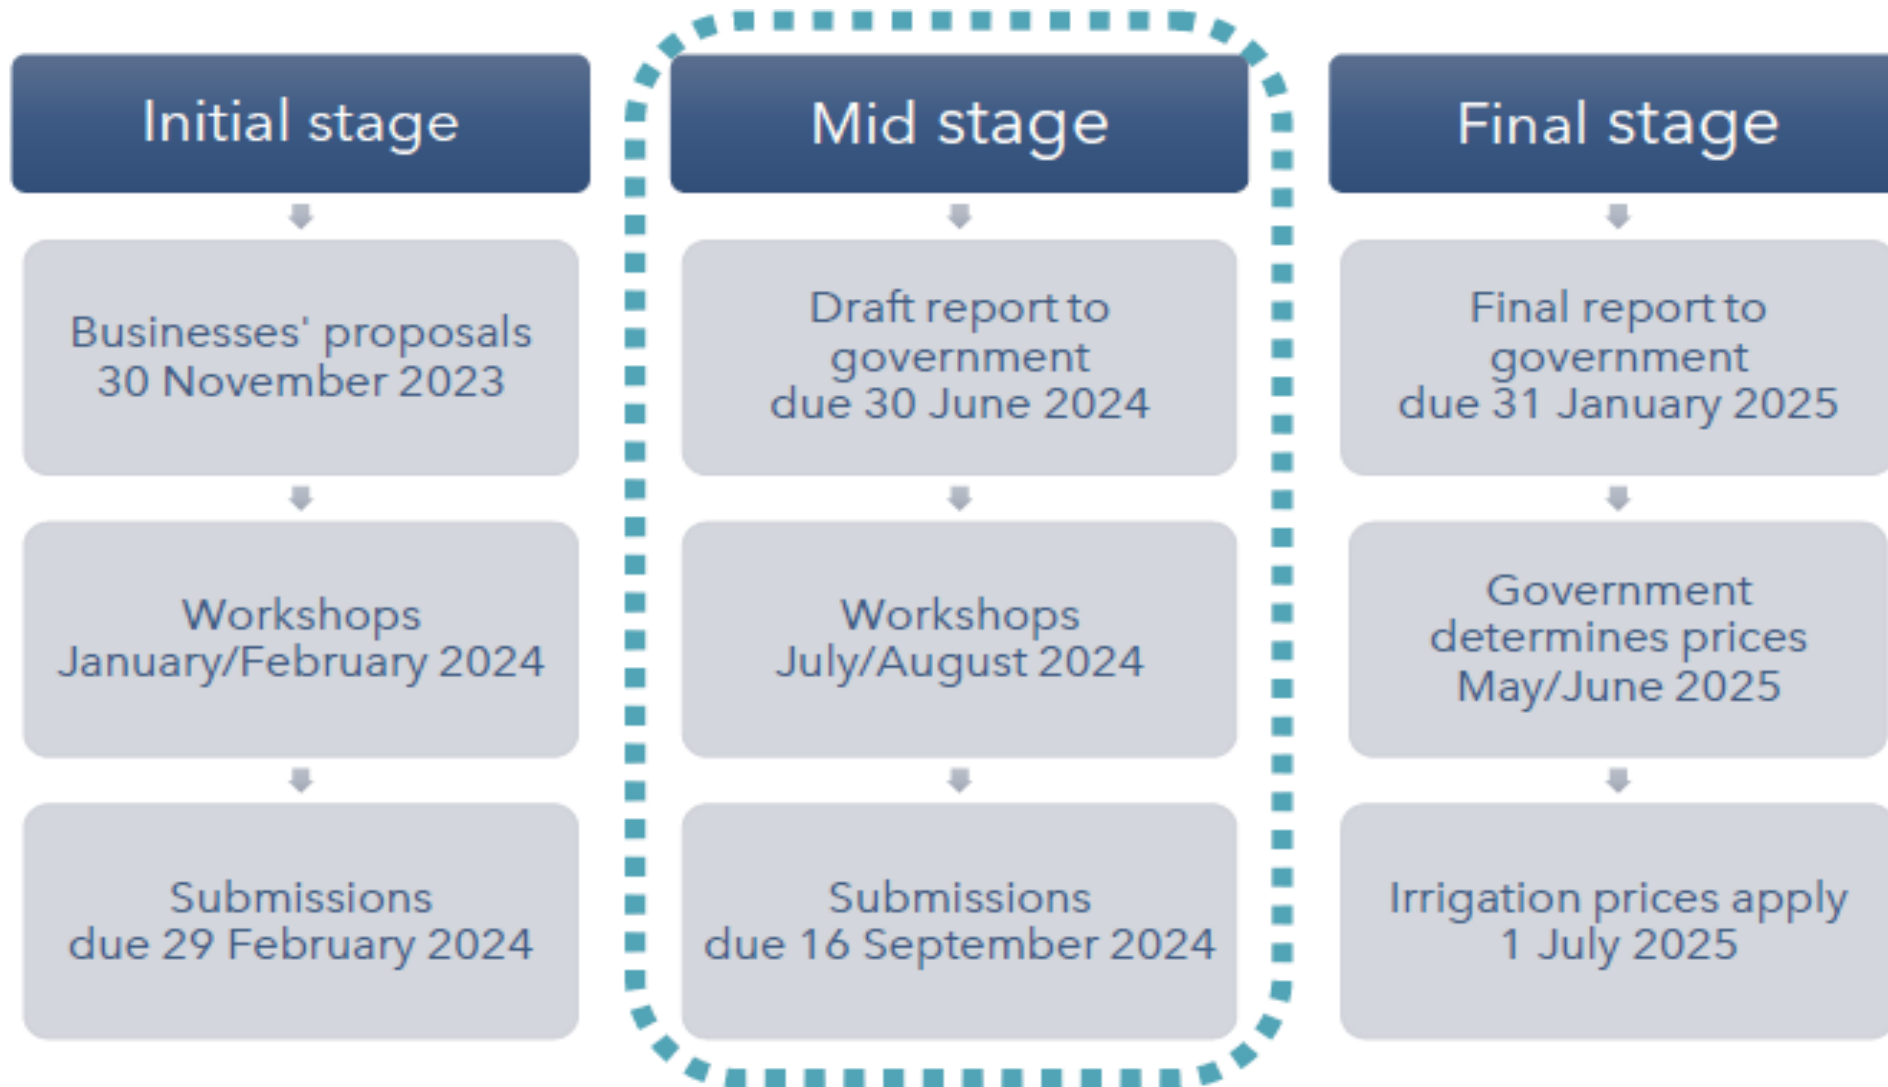 Initial stage
Businesses' proposals
30 November 2023
Workshops
January/February 2024
Submissions
due 29 February 2024
Mid stage
Draft report to
government
due 30 June 2024
Workshops
July/August 2024
Submissions
due 16 September 2024
Final stage
Final report to
government
due 31 January 2025
Government
determines prices
May/June 2025
Irrigation prices apply
1 July 2025